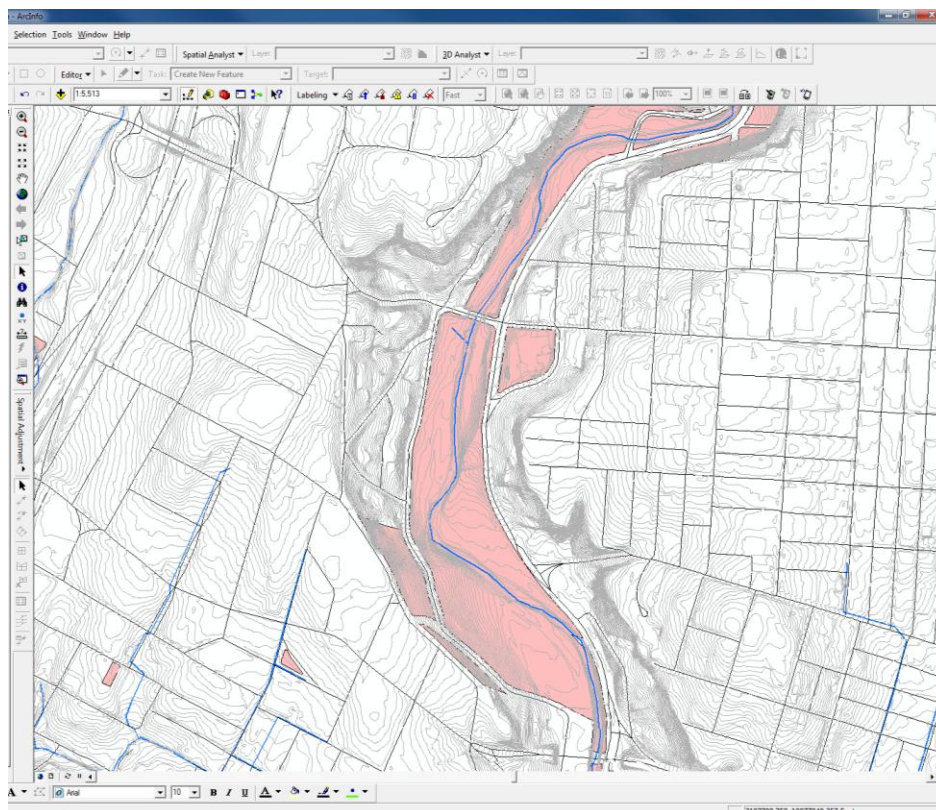 - ArcInfo
Selection Tools Window Help
Spatial Analyst Layer: 3D Analyst Layer:
Editor Task: Create New Feature Target:
1:5,513 Labeling Fast 100%
Spatial Adjustment
A Arial 10 B I U A